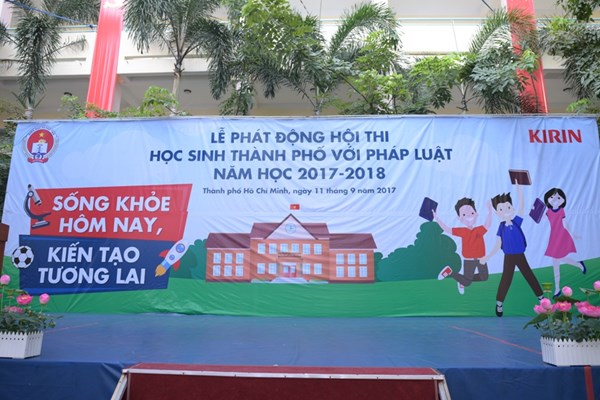 LỄ PHÁT ĐỘNG HỘI THI
HỌC SINH THÀNH PHỐ VỚI PHÁP LUẬT
NĂM HỌC 2017-2018
Thành phố Hồ Chí Minh, ngày 11 tháng 9 năm 2017
KIRIN
SỐNG KHỎE
HÔM NAY,
KIẾN TẠO
TƯƠNG LAI